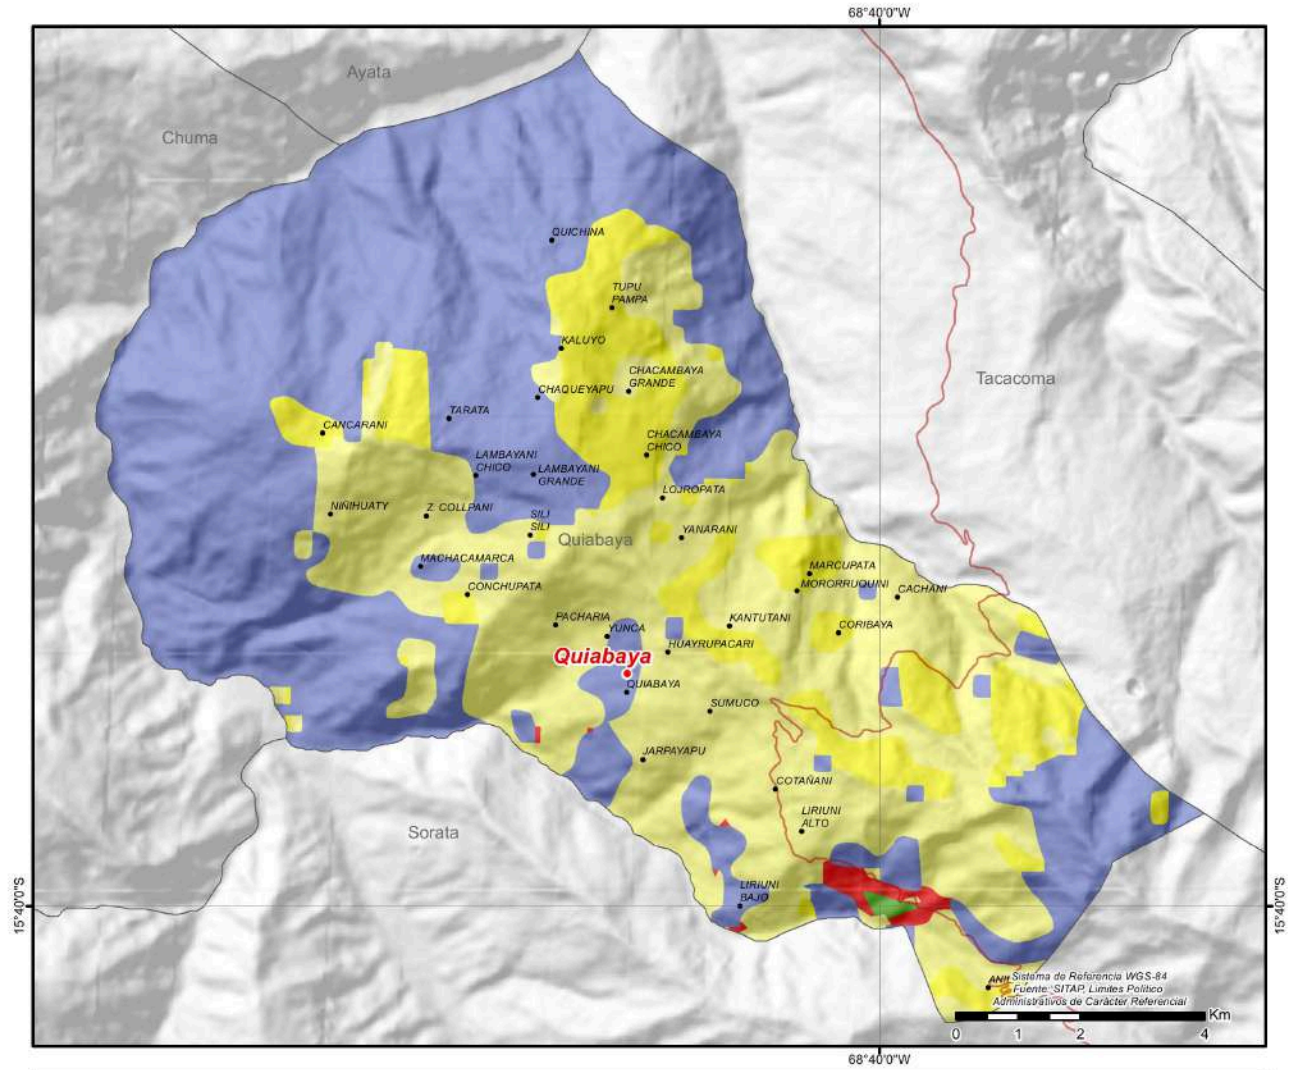 68°40'0"W
Ayata
Chuma
QUICHINA
TUPU
PAMPA
KALUYO
CHACAMBAYA
GRANDE
Tacacoma
CHAQUEYAPU
TARATA
CANCARANI
CHACAMBAYA
CHICO
LAMBAYANI
CHICO
LAMBAYANI
GRANDE
LOJROPATA
NIÑIHUATY
Z. COLLPANI
SILI
SILI
Quiabaya
YANARANI
MACHACAMARCA
MARCUPATA
CONCHUPATA
MORORRUQUINI
CACHANI
PACHARIA
YUNCA
KANTUTANI
CORIBAYA
HUAYRUPACARI
Quiabaya
QUIABAYA
SUMUCO
JARPAYAPU
COTAÑANI
LIRIUNI
ALTO
Sorata
LIRIUNI
BAJO
15°40'0"S
15°40'0"S
Sistema de Referencia WGS-84
Fuente: SITAP, Limites Político
Administrativos de Carácter Referencial
Km
0 1 2 4
68°40'0"W